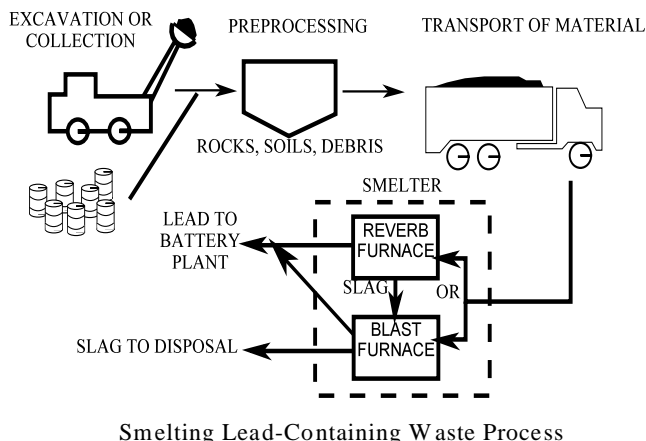 EXCAVATION OR
COLLECTION
PREPROCESSING
TRANSPORT OF MATERIAL
ROCKS, SOILS, DEBRIS
SMELTER
LEAD TO
BATTERY
PLANT
REVERB
FURNACE
SLAG
OR
BLAST
FURNACE
SLAG TO DISPOSAL
Smelting Lead-Containing Waste Process